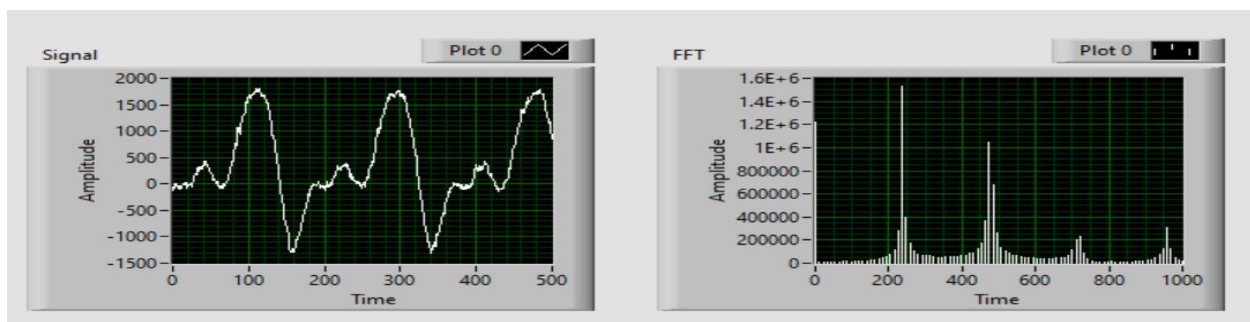 Signal
Plot 0
Amplitude
2000
1500
1000
500
0
-500
-1000
-1500
0 100 200 300 400 500
Time
FFT
Plot 0
Amplitude
1.6E+6
1.4E+6
1.2E+6
1E+6
800000
600000
400000
200000
0
0 200 400 600 800 1000
Time